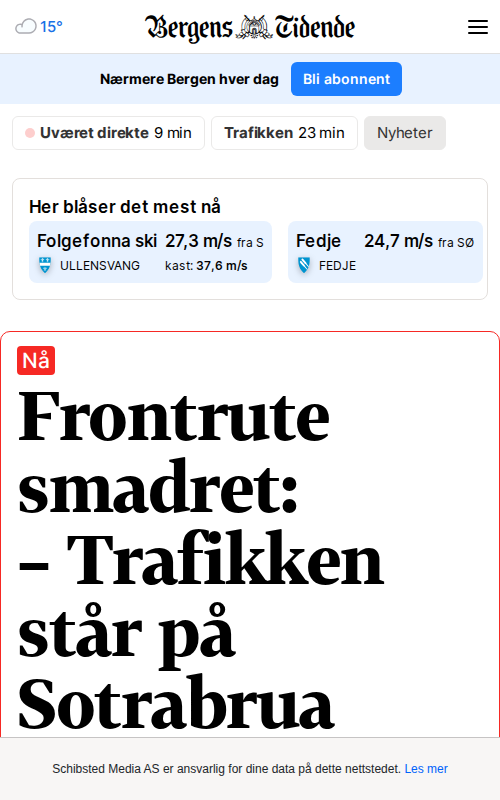 15°
Bergens Tidende
Nærmere Bergen hver dag
Bli abonnent
Uværet direkte 9 min
Trafikken 23 min
Nyheter
Her blåser det mest nå
Folgefonna ski 27,3 m/s fra S
ULLENSVANG kast: 37,6 m/s
Fedje 24,7 m/s fra SØ
FEDJE
Nå
Frontrute
smadret:
– Trafikken
står på
Sotrabrua
Schibsted Media AS er ansvarlig for dine data på dette nettstedet. Les mer